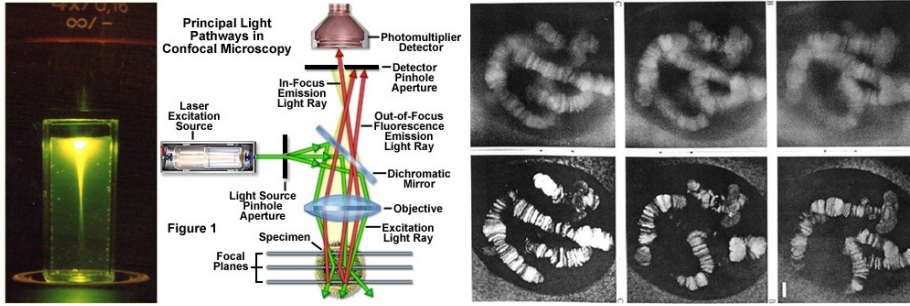 4x/0,16
∞/-
Principal Light
Pathways in
Confocal Microscopy
Photomultiplier
Detector
Detector
Pinhole Aperture
In-Focus
Emission
Light Ray
Laser
Excitation
Source
Out-of-Focus
Fluorescence
Emission
Light Ray
Dichromatic
Mirror
Light Source
Pinhole
Aperture
Objective
Figure 1
Excitation
Light Ray
Specimen
Focal
Planes
C
B
C